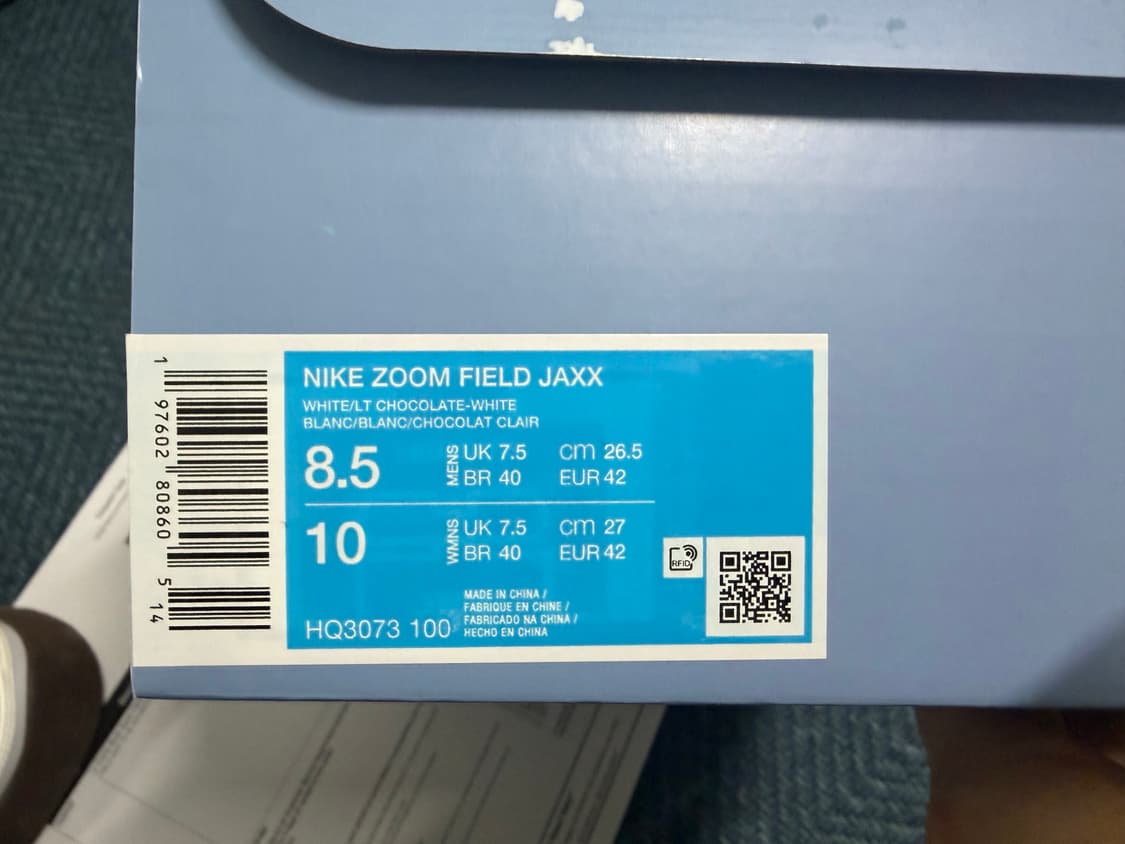 1 97602 80860 5 14
NIKE ZOOM FIELD JAXX
WHITE/LT CHOCOLATE-WHITE
BLANC/BLANC/CHOCOLAT CLAIR
8.5 MENS UK 7.5 cm 26.5
BR 40 EUR 42
10 WMNS UK 7.5 cm 27
BR 40 EUR 42
RFID
MADE IN CHINA /
FABRIQUE EN CHINE /
FABRICADO NA CHINA /
HECHO EN CHINA
HQ3073 100